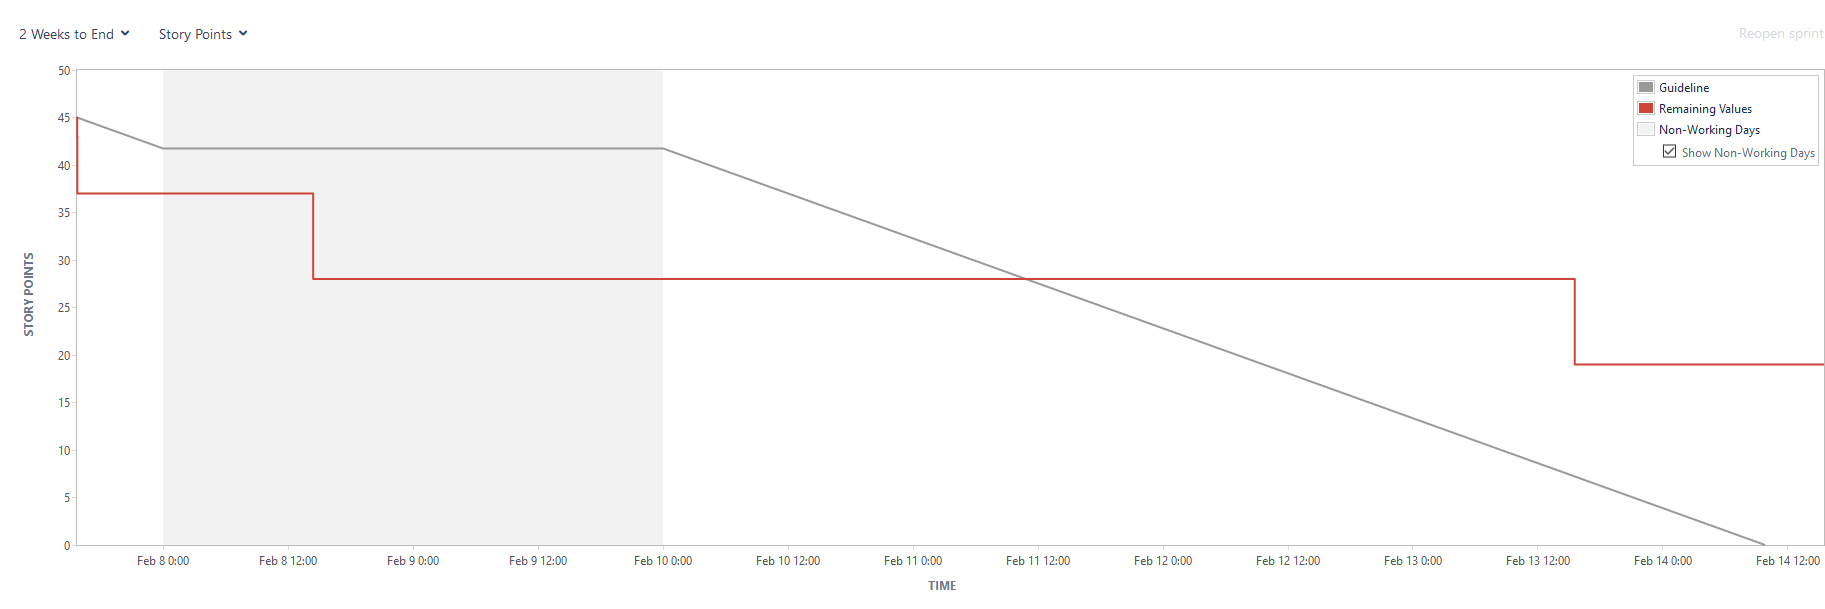 2 Weeks to End Story Points Reopen sprint
50
45
40
35
30
25
20
15
10
5
0
STORY POINTS
Guideline
Remaining Values
Non-Working Days
Show Non-Working Days
Feb 8 0:00 Feb 8 12:00 Feb 9 0:00 Feb 9 12:00 Feb 10 0:00 Feb 10 12:00 Feb 11 0:00 Feb 11 12:00 Feb 12 0:00 Feb 12 12:00 Feb 13 0:00 Feb 13 12:00 Feb 14 0:00 Feb 14 12:00
TIME